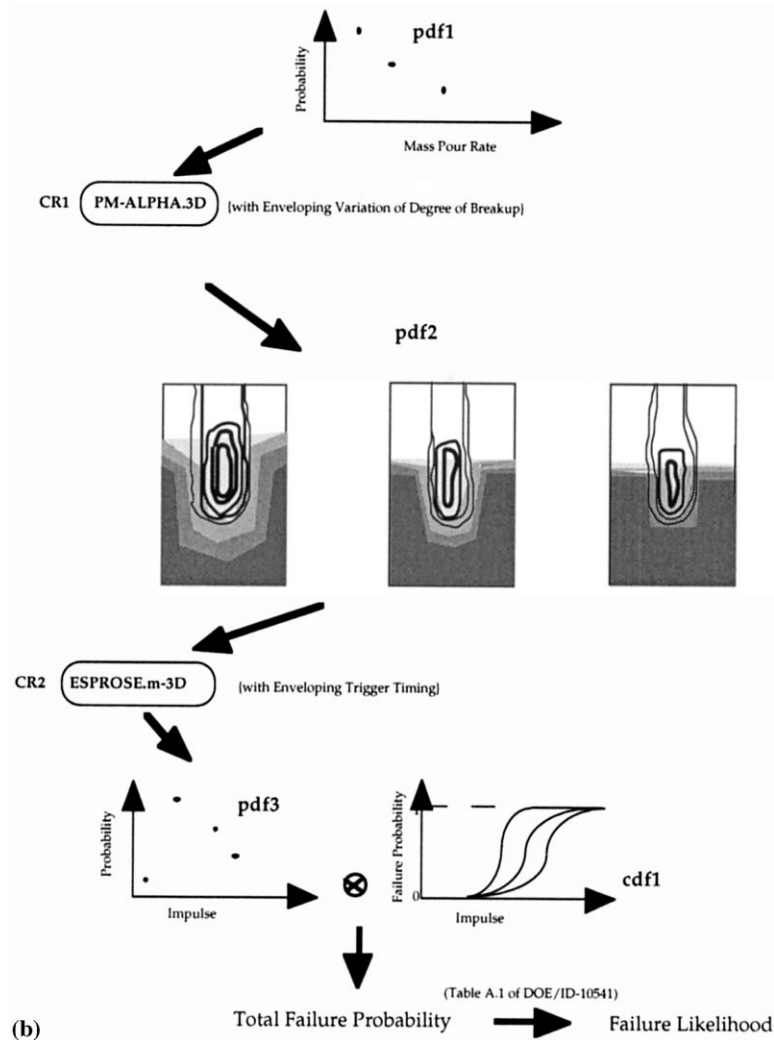 pdf1
Probability
Mass Pour Rate
CR1 PM-ALPHA.3D (with Enveloping Variation of Degree of Breakup)
pdf2
CR2 ESPROSE.m-3D (with Enveloping Trigger Timing)
pdf3
Probability
Impulse
Failure Probability
1
0
cdf1
Impulse
(Table A.1 of DOE/ID-10541)
(b) Total Failure Probability Failure Likelihood